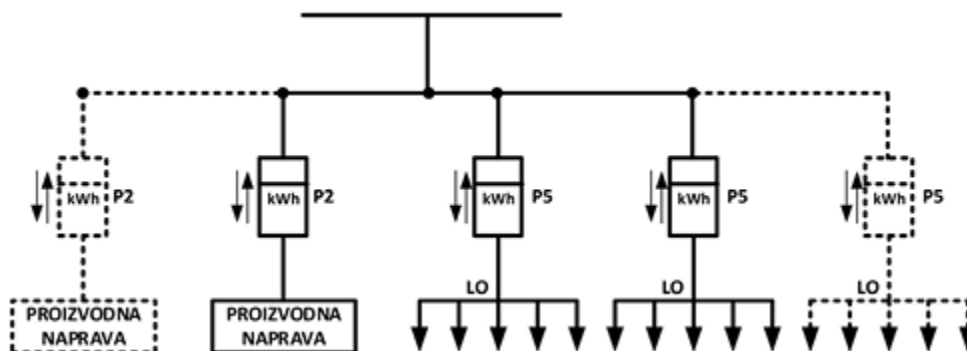 kWh P2
kWh P2
kWh P5
kWh P5
kWh P5
LO
LO
LO
PROIZVODNA
NAPRAVA
PROIZVODNA
NAPRAVA